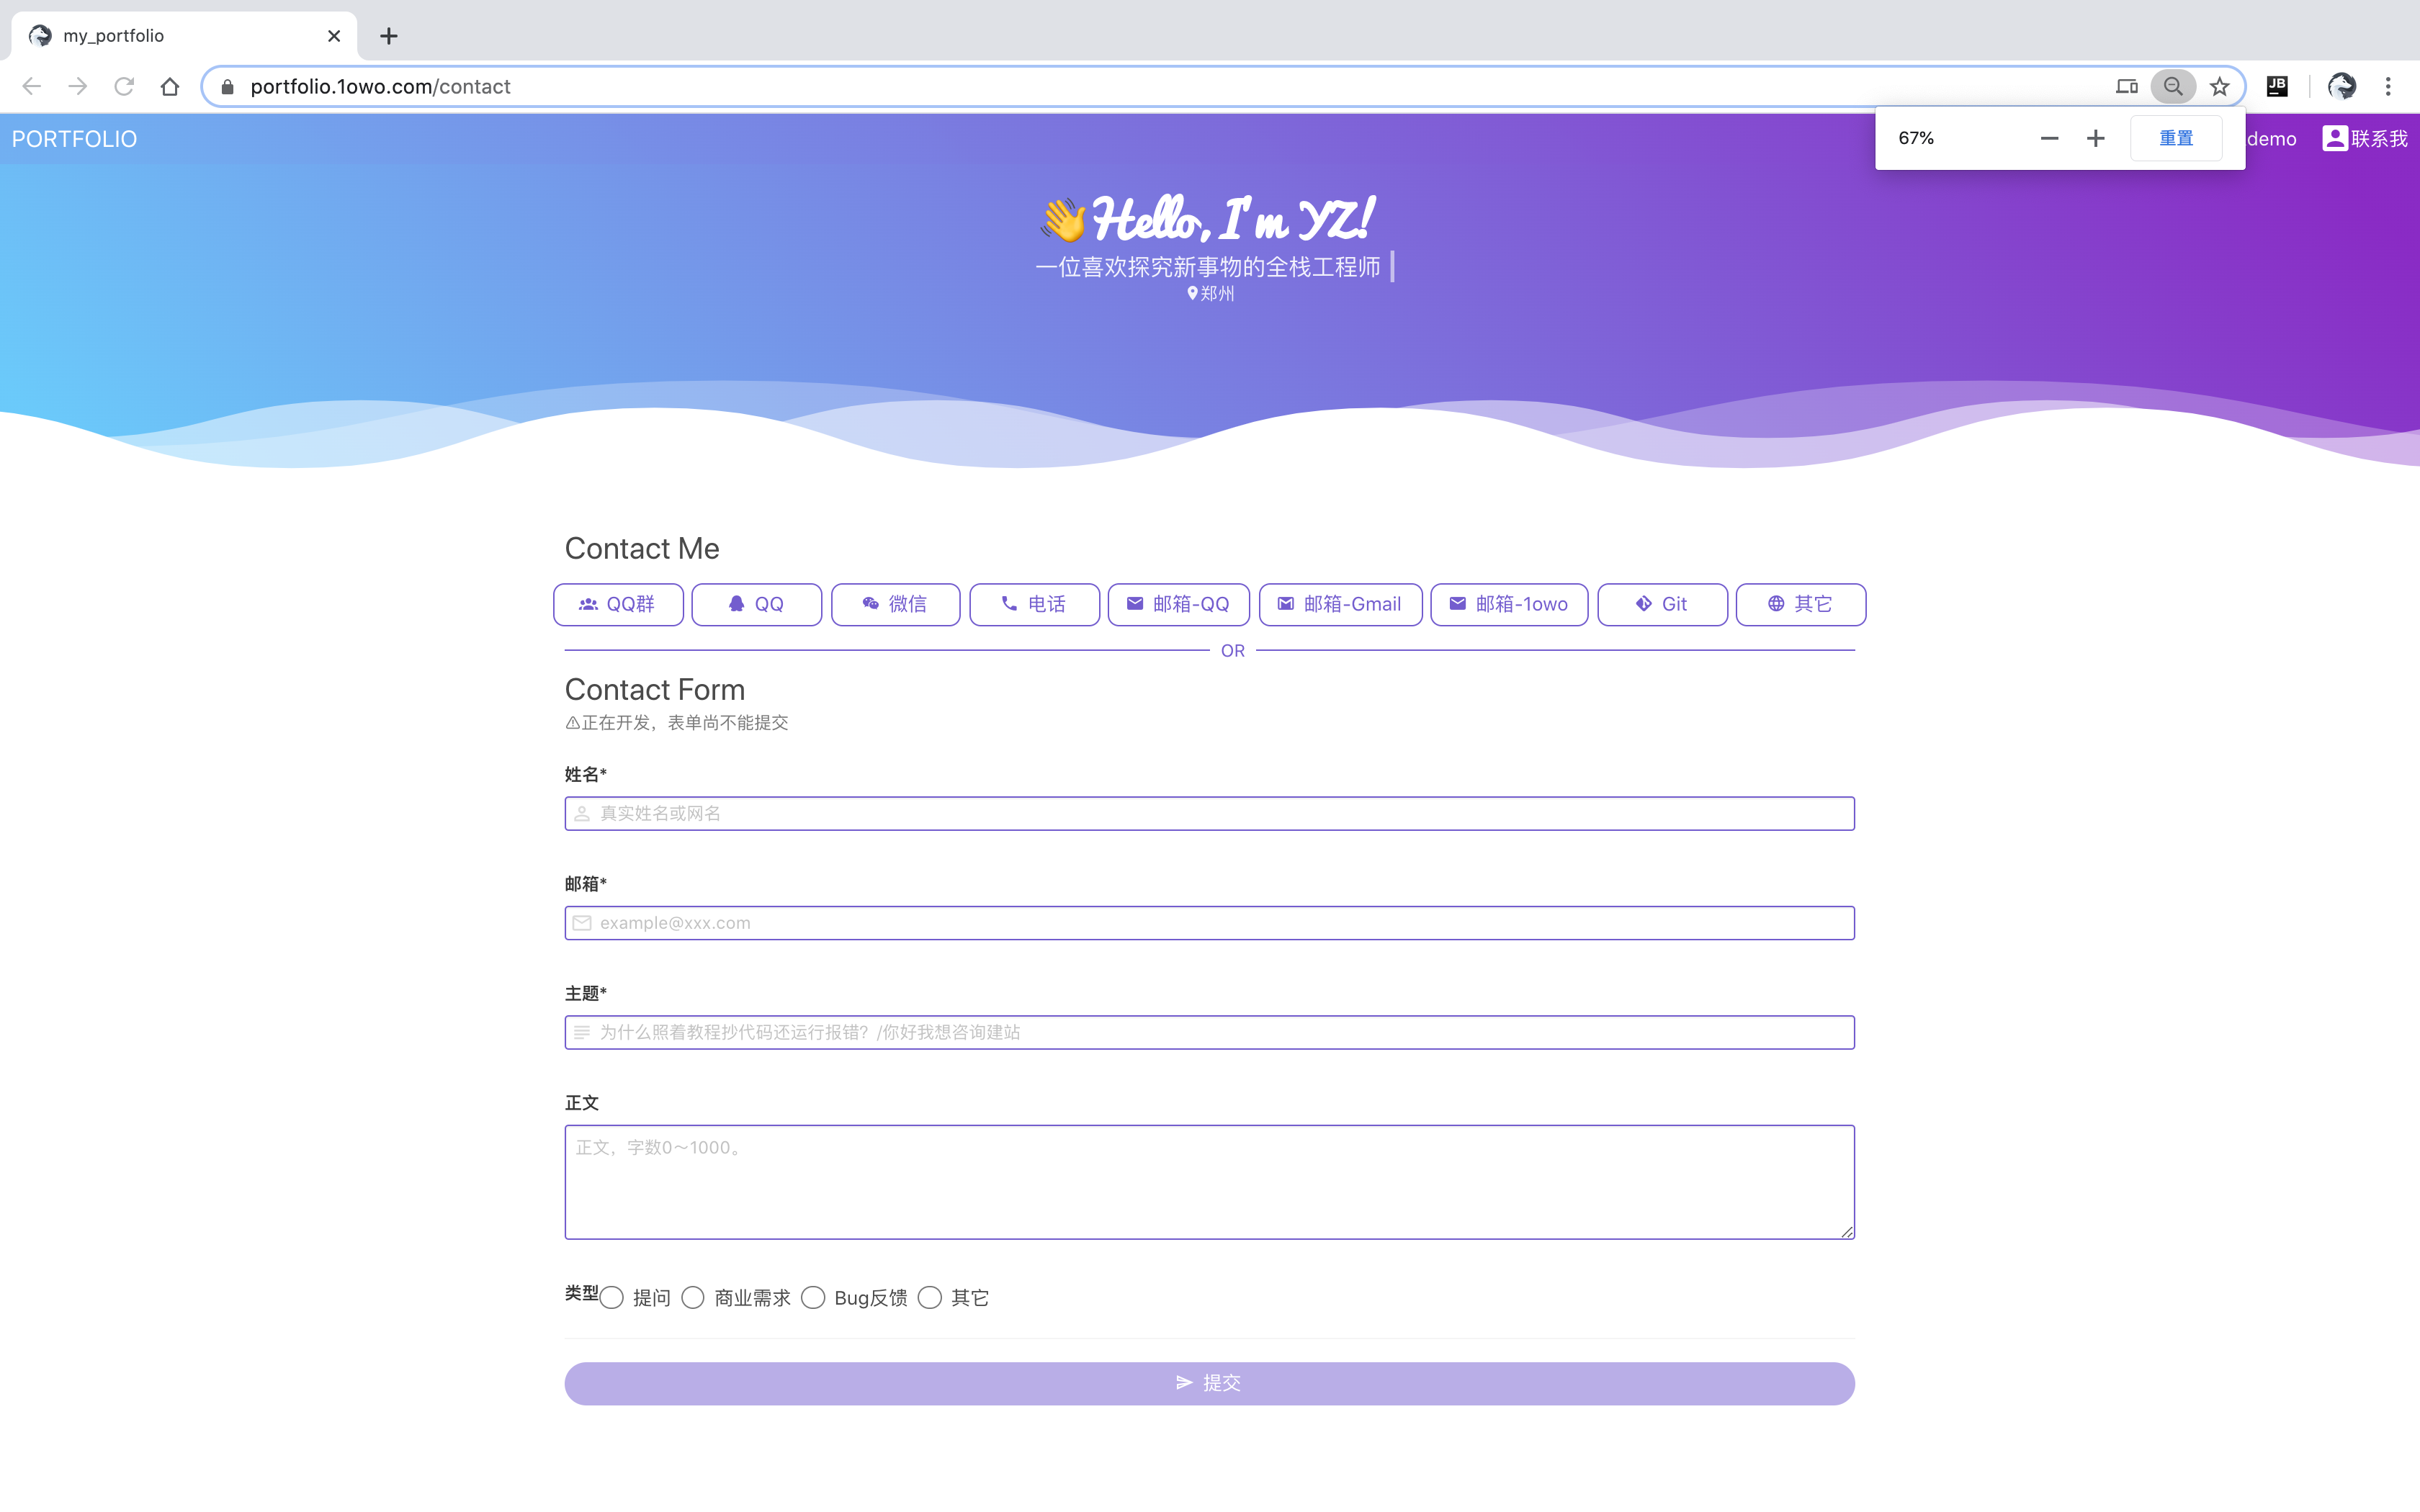 my_portfolio
portfolio.1owo.com/contact
67%
重置
PORTFOLIO
demo
联系我
Hello, I'm YZ!
一位喜欢探究新事物的全栈工程师
郑州
Contact Me
QQ群
QQ
微信
电话
邮箱-QQ
邮箱-Gmail
邮箱-1owo
Git
其它
OR
Contact Form
正在开发，表单尚不能提交
姓名*
真实姓名或网名
邮箱*
example@xxx.com
主题*
为什么照着教程抄代码还运行报错？/你好我想咨询建站
正文
正文，字数0～1000。
类型 提问 商业需求 Bug反馈 其它
提交